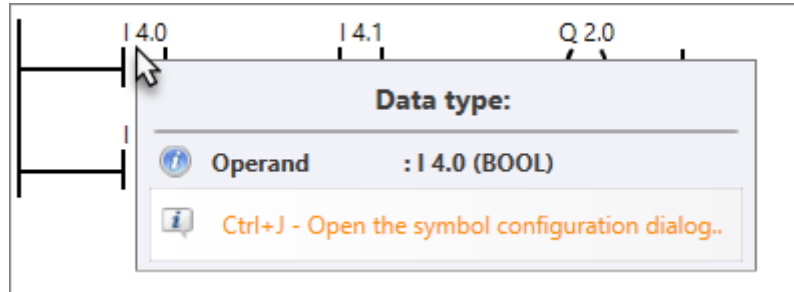 I 4.0 I 4.1 Q 2.0
Data type:
I
Operand : I 4.0 (BOOL)
Ctrl+J - Open the symbol configuration dialog..